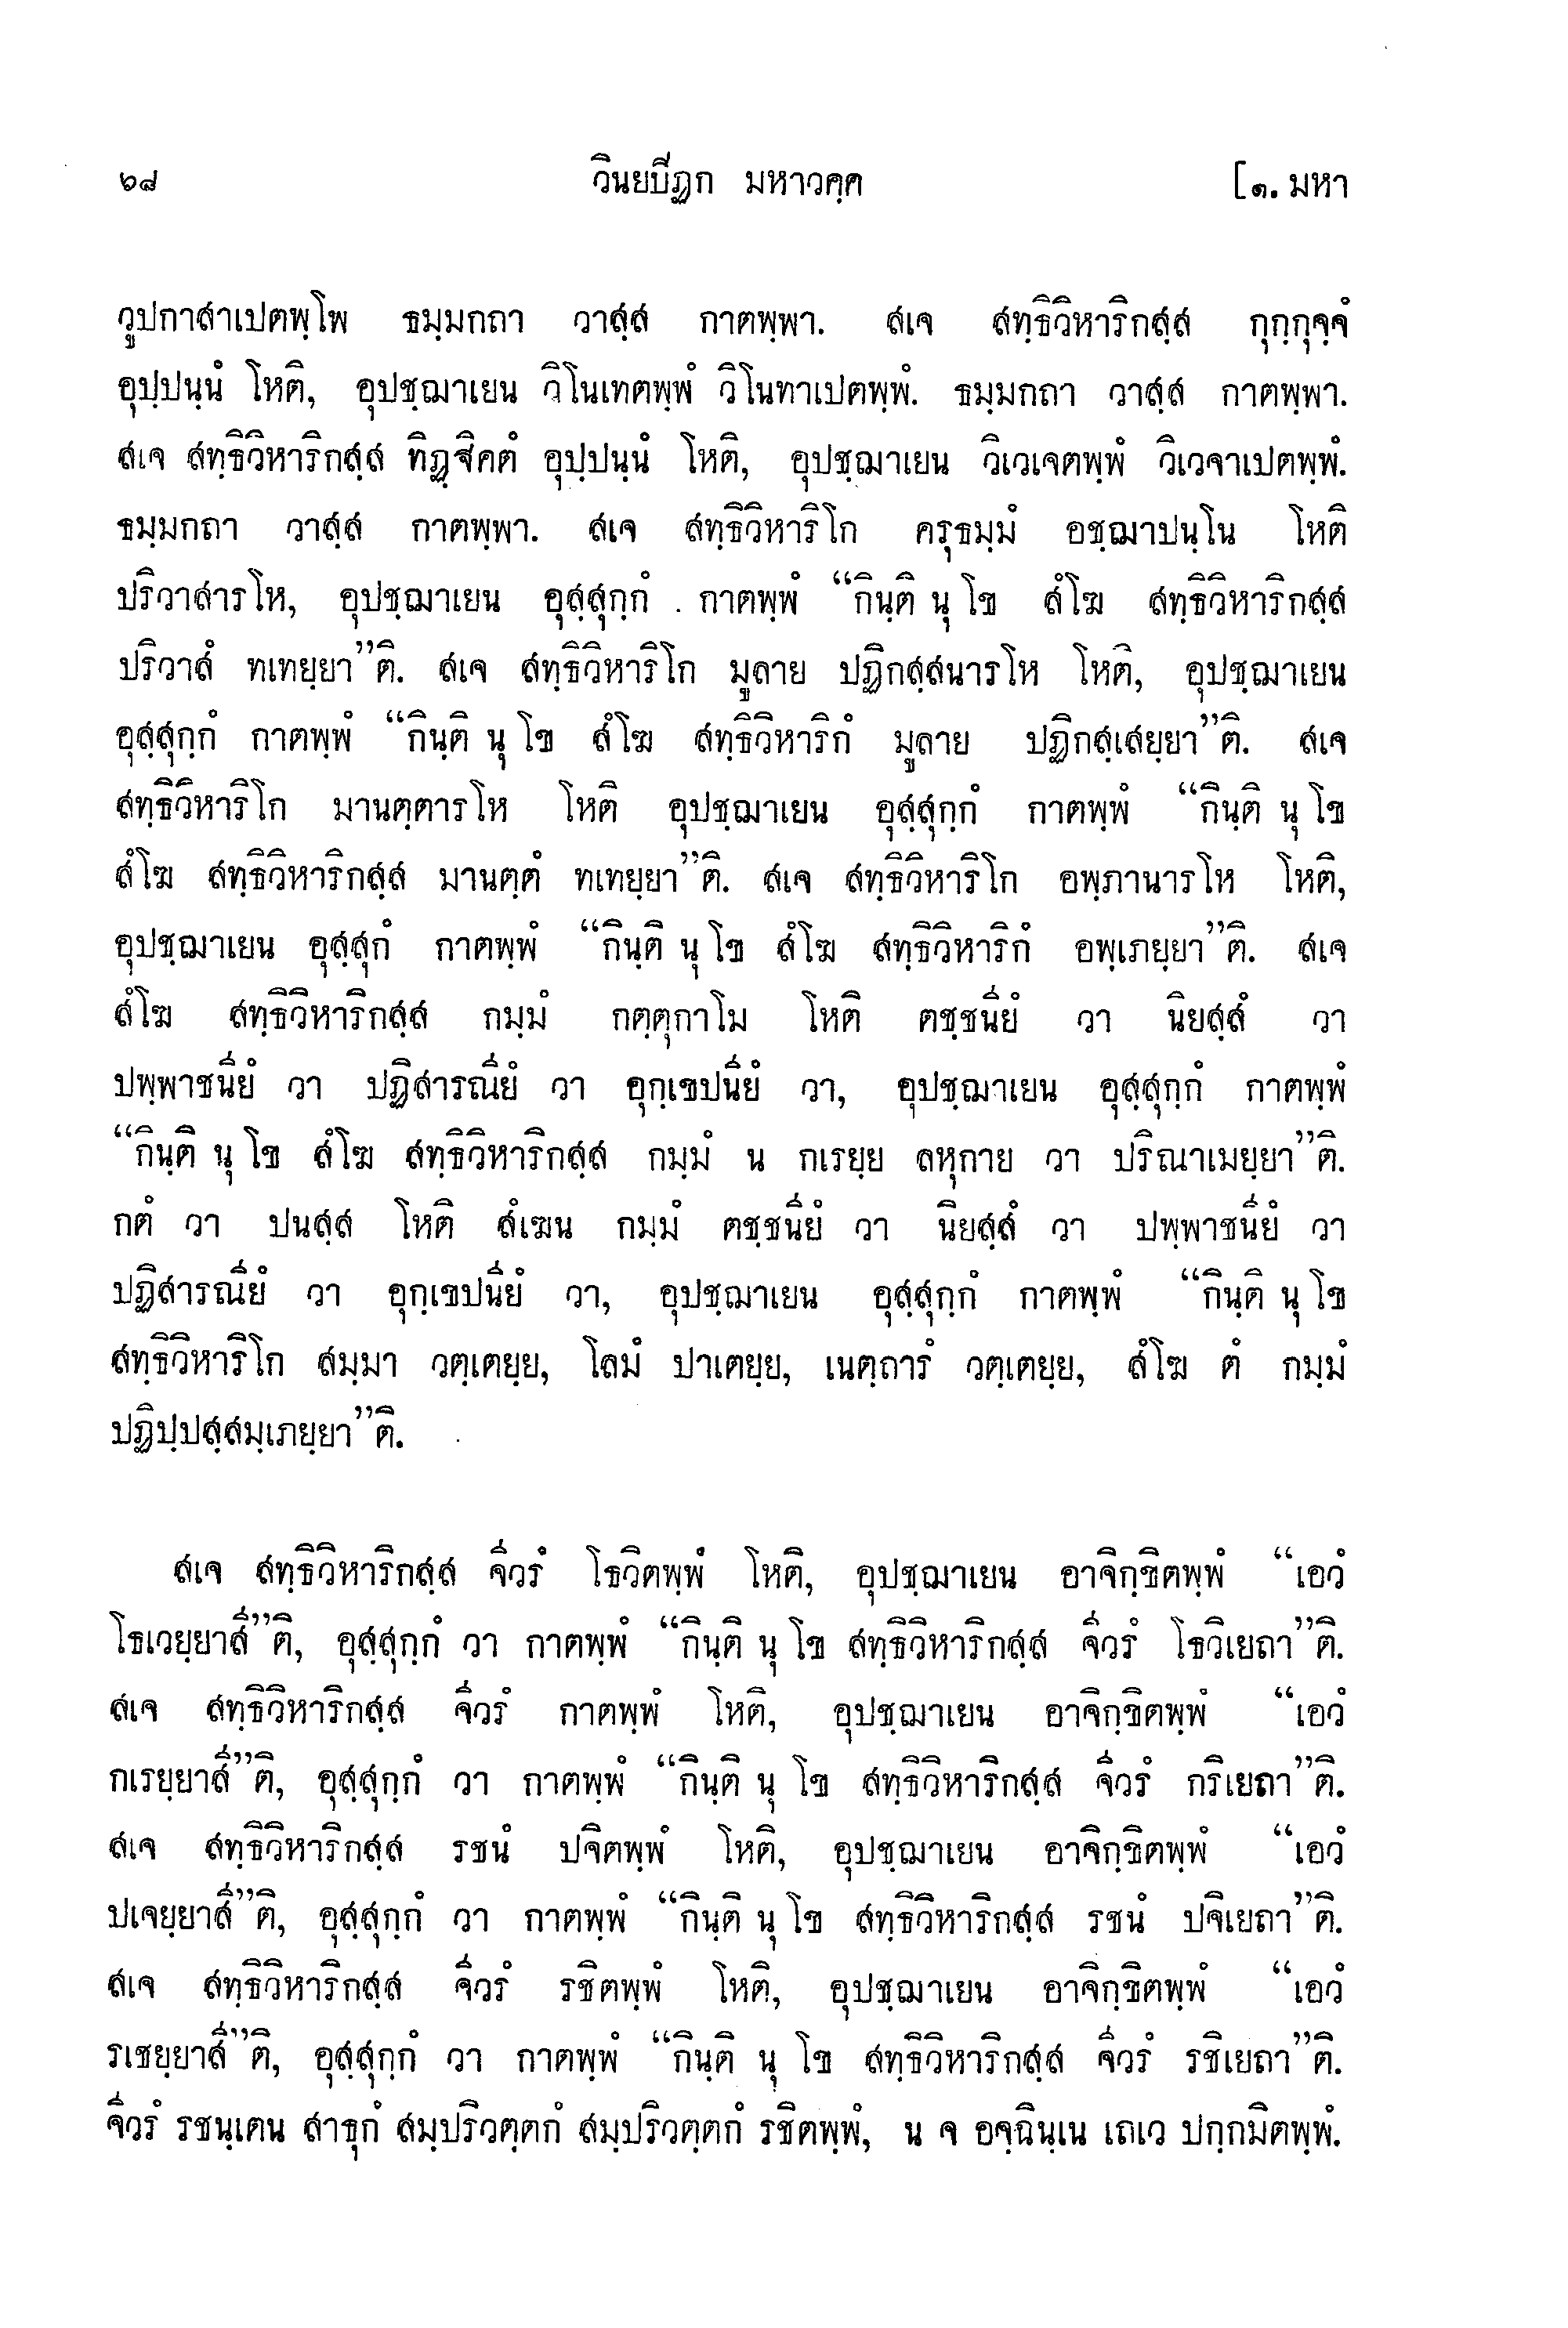 ๖๘ วินยปีฏก มหาวคฺค [๑. มหา
วูปกาสาเปตพฺโพ ธมฺมกถา วาสฺส กาตพฺพา. สเจ สทฺธิวิหาริกสฺส กุกฺกุจฺจํ
อุปฺปนฺนํ โหติ, อุปชฺฌาเยน วิโนเทตพฺพํ วิโนทาเปตพฺพํ. ธมฺมกถา วาสฺส กาตพฺพา.
สเจ สทฺธิวิหาริกสฺส ทิฏฺฐิคตํ อุปฺปนฺนํ โหติ, อุปชฺฌาเยน วิเวเจตพฺพํ วิเวจาเปตพฺพํ.
ธมฺมกถา วาสฺส กาตพฺพา. สเจ สทฺธิวิหาริโก ครุธมฺมํ อชฺฌาปนฺโน โหติ
ปริวาสารโห, อุปชฺฌาเยน อุสฺสุกฺกํ กาตพฺพํ “กินฺติ นุ โข สํโฆ สทฺธิวิหาริกสฺส
ปริวาสํ ทเทยฺยา”ติ. สเจ สทฺธิวิหาริโก มูลาย ปฏิกสฺสนารโห โหติ, อุปชฺฌาเยน
อุสฺสุกฺกํ กาตพฺพํ “กินฺติ นุ โข สํโฆ สทฺธิวิหาริกํ มูลาย ปฏิกสฺเสยฺยา”ติ. สเจ
สทฺธิวิหาริโก มานตฺตารโห โหติ อุปชฺฌาเยน อุสฺสุกฺกํ กาตพฺพํ “กินฺติ นุ โข
สํโฆ สทฺธิวิหาริกสฺส มานตฺตํ ทเทยฺยา”ติ. สเจ สทฺธิวิหาริโก อพฺภานารโห โหติ,
อุปชฺฌาเยน อุสฺสุกํ กาตพฺพํ “กินฺติ นุ โข สํโฆ สทฺธิวิหาริกํ อพฺเภยฺยา”ติ. สเจ
สํโฆ สทฺธิวิหาริกสฺส กมฺมํ กตฺตุกาโม โหติ ตชฺชนียํ วา นิยสฺสํ วา
ปพฺพาชนียํ วา ปฏิสารณียํ วา อุกฺเขปนียํ วา, อุปชฺฌาเยน อุสฺสุกฺกํ กาตพฺพํ
“กินฺติ นุ โข สํโฆ สทฺธิวิหาริกสฺส กมฺมํ น กเรยฺย ลหุกาย วา ปริณาเมยฺยา”ติ.
กตํ วา ปนสฺส โหติ สํเฆน กมฺมํ ตชฺชนียํ วา นิยสฺสํ วา ปพฺพาชนียํ วา
ปฏิสารณียํ วา อุกฺเขปนียํ วา, อุปชฺฌาเยน อุสฺสุกฺกํ กาตพฺพํ “กินฺติ นุ โข
สทฺธิวิหาริโก สมฺมา วตฺเตยฺย, โลมํ ปาเตยฺย, เนตฺถารํ วตฺเตยฺย, สํโฆ ตํ กมฺมํ
ปฏิปฺปสฺสมฺเภยฺยา”ติ.
สเจ สทฺธิวิหาริกสฺส จีวรํ โธวิตพฺพํ โหติ, อุปชฺฌาเยน อาจิกฺขิตพฺพํ “เอวํ
โธเวยฺยาสี”ติ, อุสฺสุกฺกํ วา กาตพฺพํ “กินฺติ นุ โข สทฺธิวิหาริกสฺส จีวรํ โธวิเยถา”ติ.
สเจ สทฺธิวิหาริกสฺส จีวรํ กาตพฺพํ โหติ, อุปชฺฌาเยน อาจิกฺขิตพฺพํ “เอวํ
กเรยฺยาสี”ติ, อุสฺสุกฺกํ วา กาตพฺพํ “กินฺติ นุ โข สทฺธิวิหาริกสฺส จีวรํ กริเยถา”ติ.
สเจ สทฺธิวิหาริกสฺส รชนํ ปจิตพฺพํ โหติ, อุปชฺฌาเยน อาจิกฺขิตพฺพํ “เอวํ
ปเจยฺยาสี”ติ, อุสฺสุกฺกํ วา กาตพฺพํ “กินฺติ นุ โข สทฺธิวิหาริกสฺส รชนํ ปจิเยถา”ติ.
สเจ สทฺธิวิหาริกสฺส จีวรํ รชิตพฺพํ โหติ, อุปชฺฌาเยน อาจิกฺขิตพฺพํ “เอวํ
รเชยฺยาสี”ติ, อุสฺสุกฺกํ วา กาตพฺพํ “กินฺติ นุ โข สทฺธิวิหาริกสฺส จีวรํ รชิเยถา”ติ.
จีวรํ รชนฺเตน สาธุกํ สมฺปริวตฺตกํ สมฺปริวตฺตกํ รชิตพฺพํ, น จ อจฺฉินฺเน เถเว ปกฺกมิตพฺพํ.